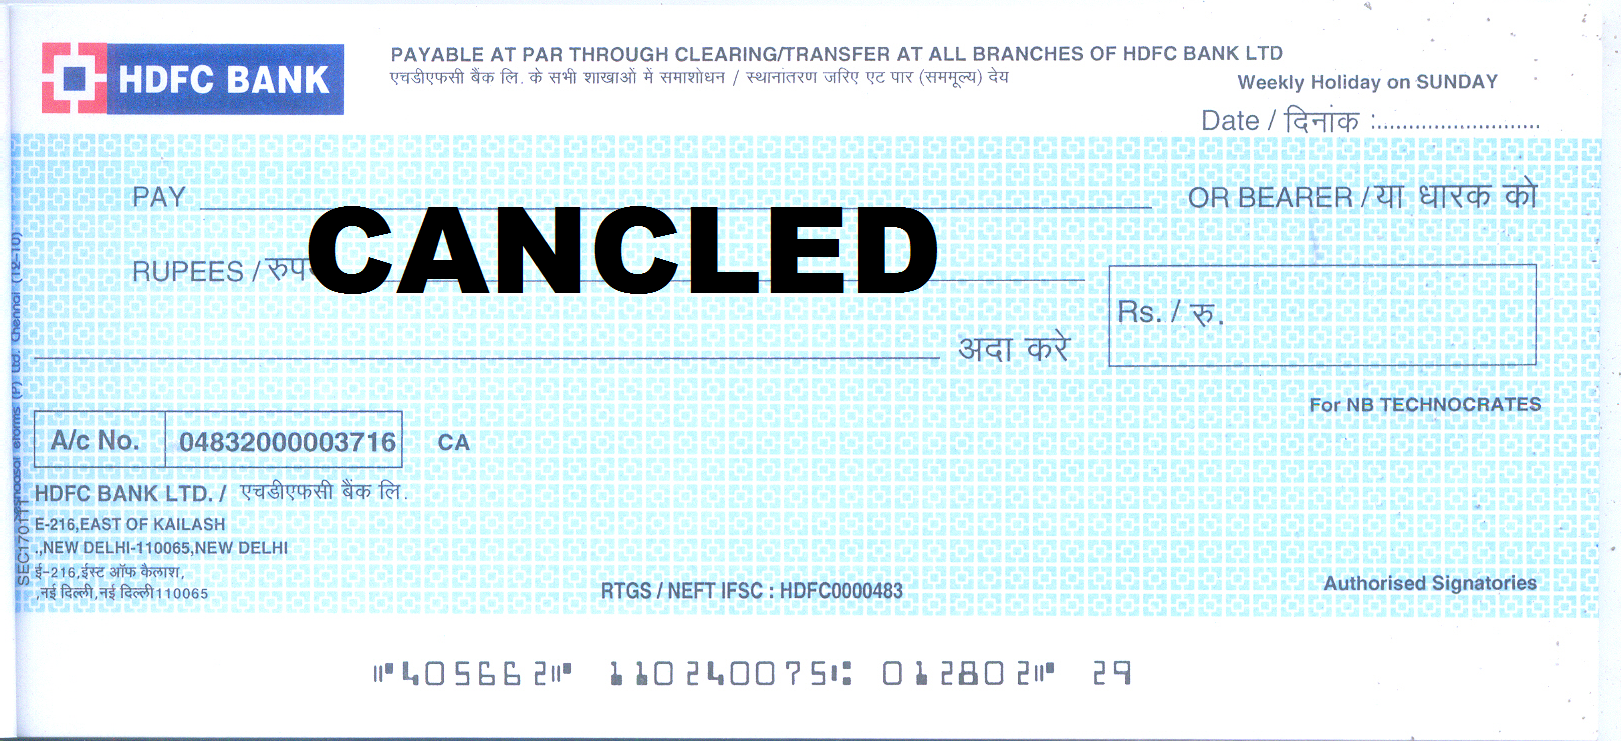 HDFC BANK
PAYABLE AT PAR THROUGH CLEARING/TRANSFER AT ALL BRANCHES OF HDFC BANK LTD
एचडीएफसी बैंक लि. के सभी शाखाओं में समाशोधन / स्थानांतरण जरिए एट पार (सममूल्य) देय
Weekly Holiday on SUNDAY
Date / दिनांक :..........................
PAY
OR BEARER / या धारक को
CANCLED
RUPEES /
अदा करे
Rs. / रु.
For NB TECHNOCRATES
A/c No. 04832000003716 CA
HDFC BANK LTD. / एचडीएफसी बैंक लि.
E-216,EAST OF KAILASH
.,NEW DELHI-110065,NEW DELHI
ई-216,ईस्ट ऑफ कैलाश,
,नई दिल्ली,नई दिल्ली110065
RTGS / NEFT IFSC : HDFC0000483
Authorised Signatories
⑈405662⑈ 110240075⑆ 012802⑈ 29
(P) Ltd. Chennai (12-10)